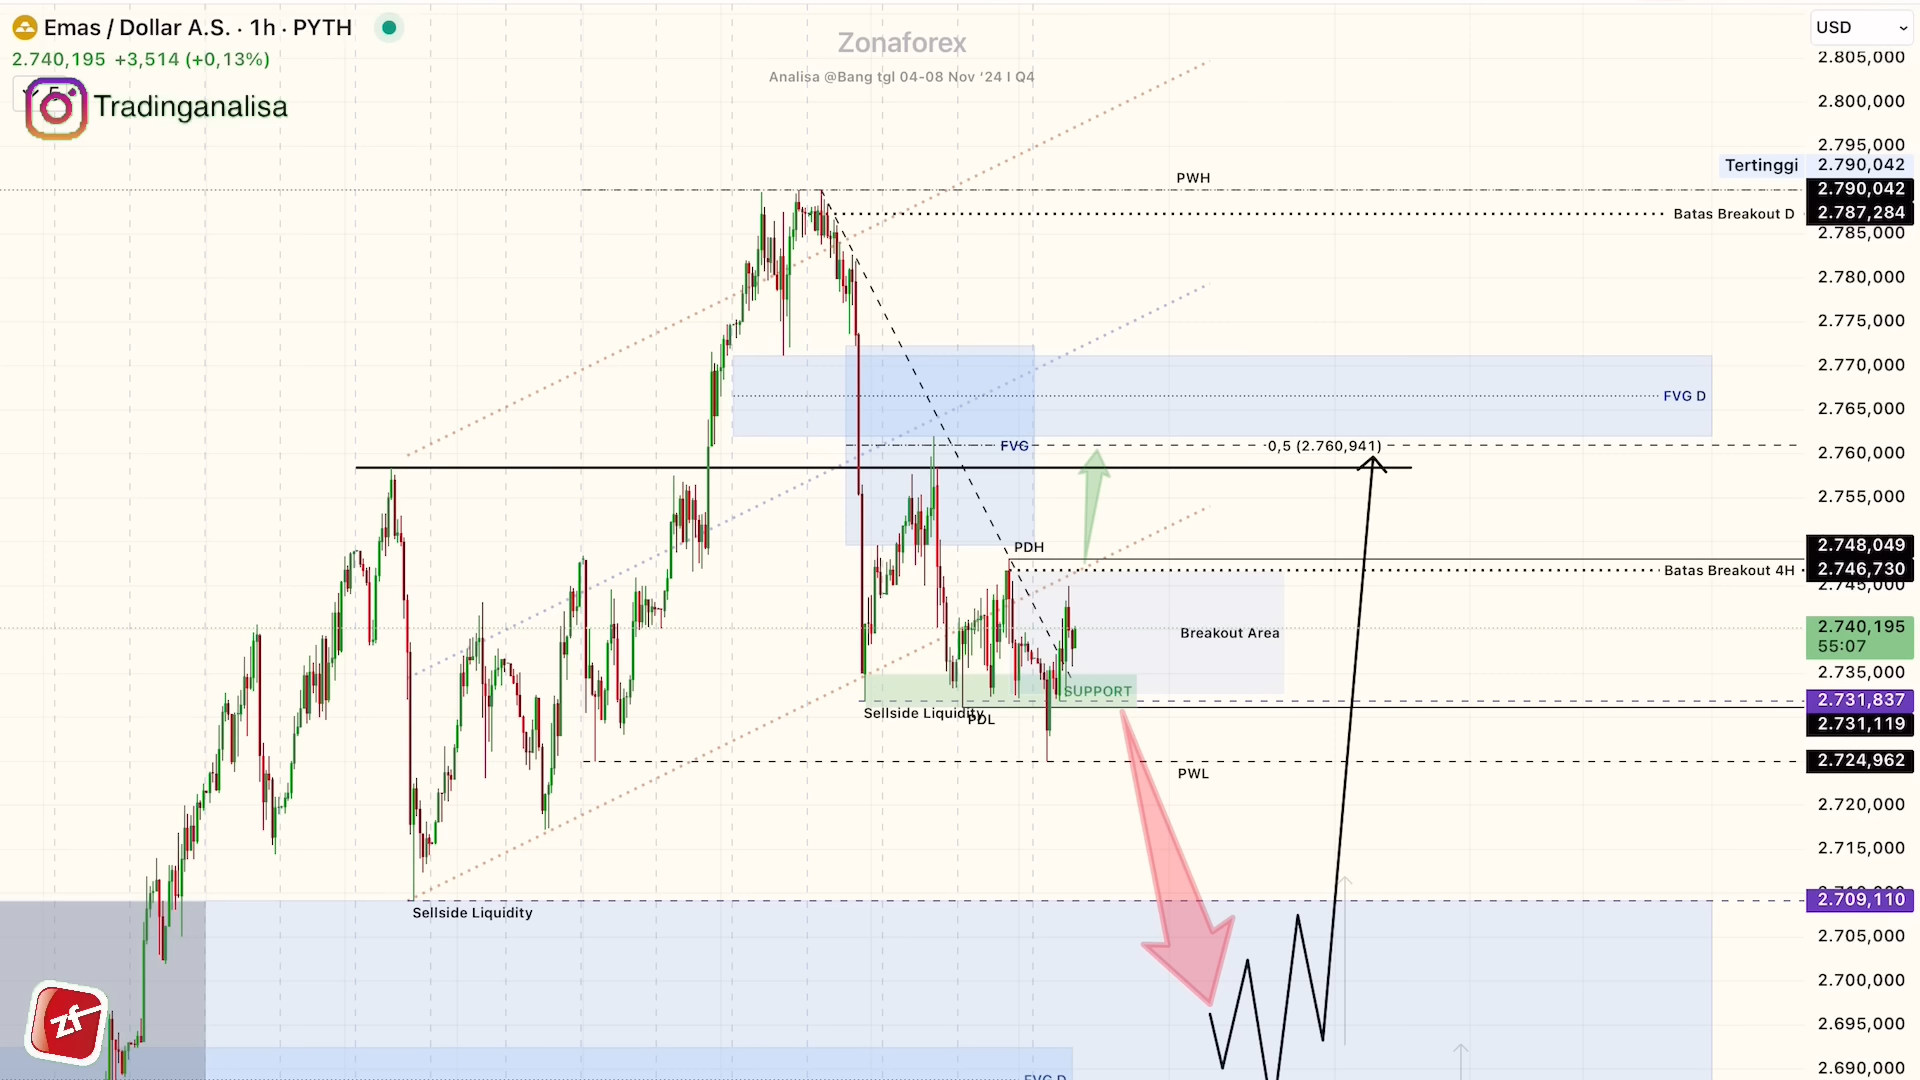 Emas / Dollar A.S. · 1h · PYTH
2.740,195 +3,514 (+0,13%)
Tradinganalisa
Zonaforex
Analisa @Bang tgl 04-08 Nov '24 I Q4
USD
2.805,000
2.800,000
2.795,000
Tertinggi 2.790,042
PWH
2.790,042
Batas Breakout D 2.787,284
2.785,000
2.780,000
2.775,000
2.770,000
FVG D
2.765,000
FVG
0,5 (2.760,941)
2.760,000
2.755,000
PDH
2.748,049
Batas Breakout 4H 2.746,730
2.745,000
Breakout Area
2.740,195
55:07
2.735,000
SUPPORT
2.731,837
Sellside Liquidity
PDL
2.731,119
2.724,962
PWL
2.720,000
2.715,000
2.709,110
Sellside Liquidity
2.705,000
2.700,000
zf
2.695,000
2.690,000
FVG D